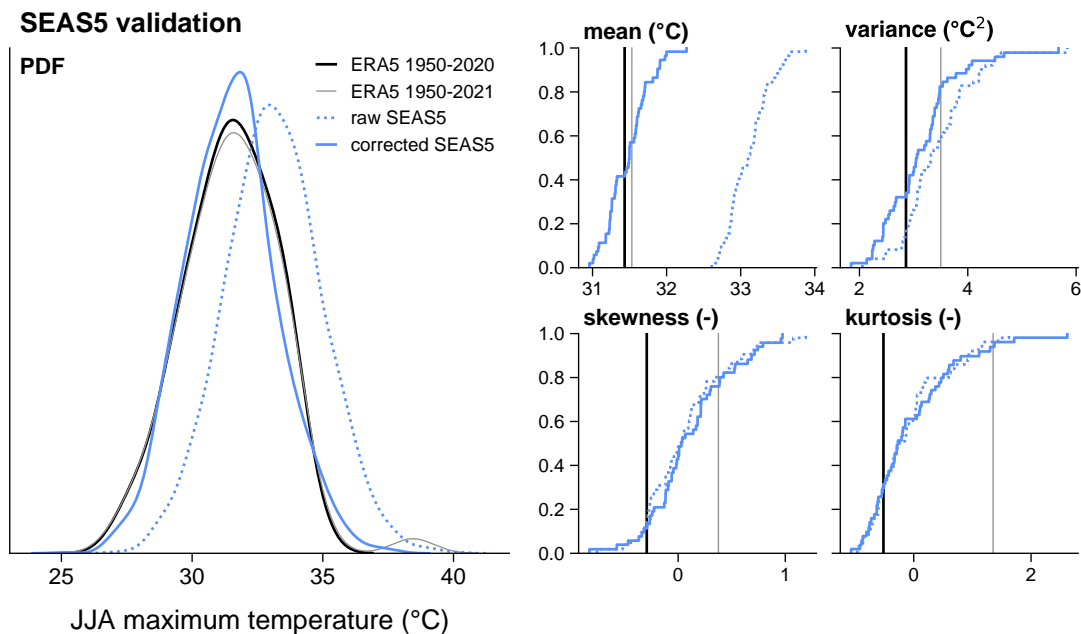 SEAS5 validation
PDF
ERA5 1950-2020
ERA5 1950-2021
raw SEAS5
corrected SEAS5
25 30 35 40
JJA maximum temperature (°C)
mean (°C)
1.0
0.8
0.6
0.4
0.2
0.0
31 32 33 34
variance (°C²)
2 4 6
skewness (-)
1.0
0.8
0.6
0.4
0.2
0.0
0 1
kurtosis (-)
0 2